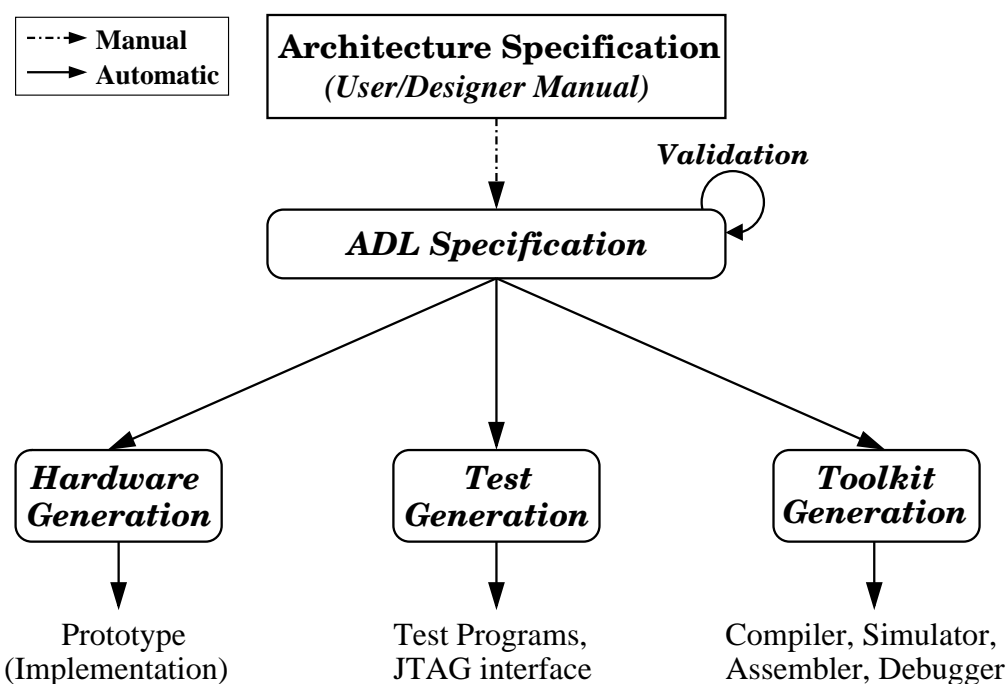 Manual
Automatic
Architecture Specification
(User/Designer Manual)
Validation
ADL Specification
Hardware
Generation
Test
Generation
Toolkit
Generation
Prototype
(Implementation)
Test Programs,
JTAG interface
Compiler, Simulator,
Assembler, Debugger